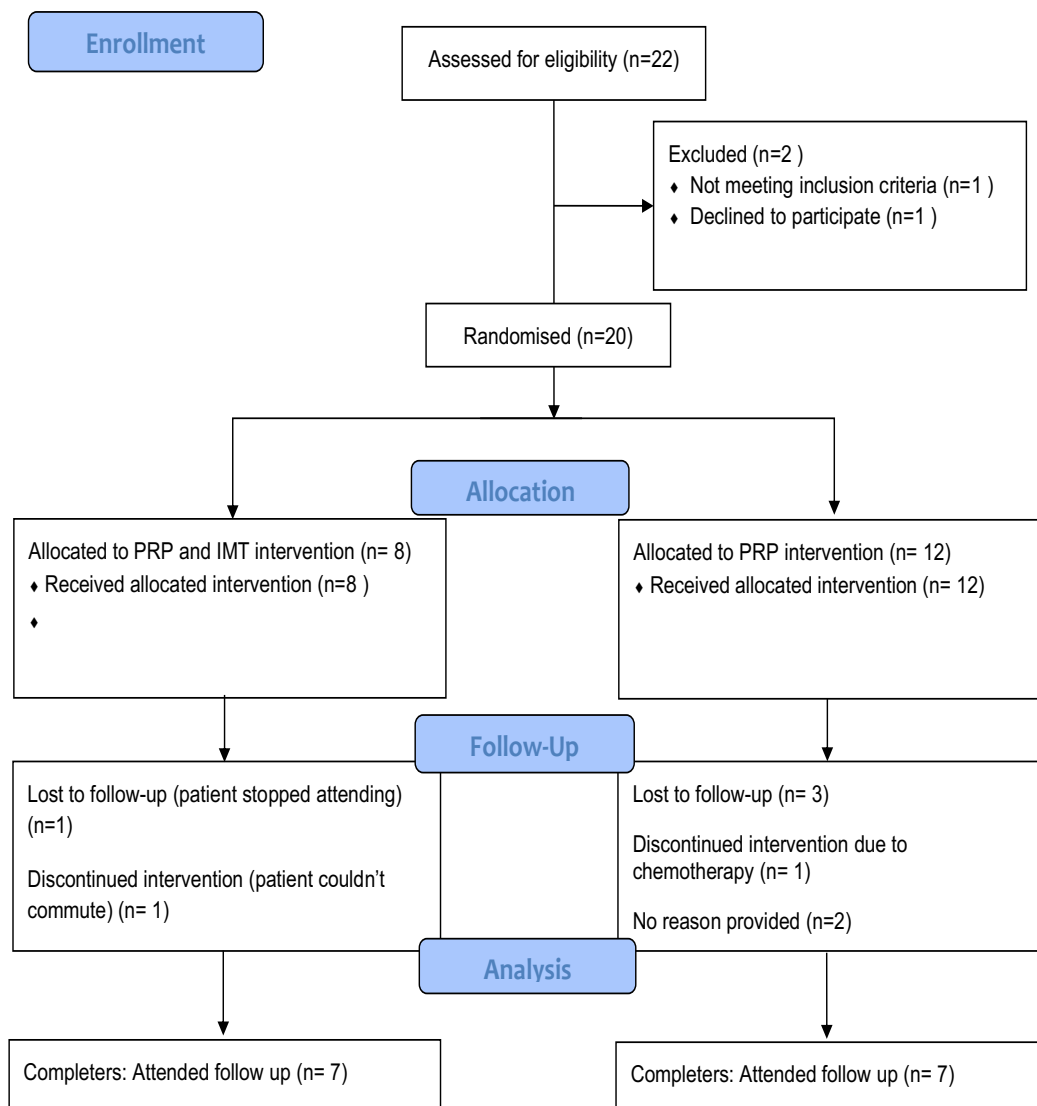 Enrollment
Assessed for eligibility (n=22)
Excluded (n=2 )
♦ Not meeting inclusion criteria (n=1 )
♦ Declined to participate (n=1 )
Randomised (n=20)
Allocation
Allocated to PRP and IMT intervention (n= 8)
♦ Received allocated intervention (n=8 )
♦
Allocated to PRP intervention (n= 12)
♦ Received allocated intervention (n= 12)
Follow-Up
Lost to follow-up (patient stopped attending)
(n=1)
Discontinued intervention (patient couldn't
commute) (n= 1)
Lost to follow-up (n= 3)
Discontinued intervention due to
chemotherapy (n= 1)
No reason provided (n=2)
Analysis
Completers: Attended follow up (n= 7)
Completers: Attended follow up (n= 7)